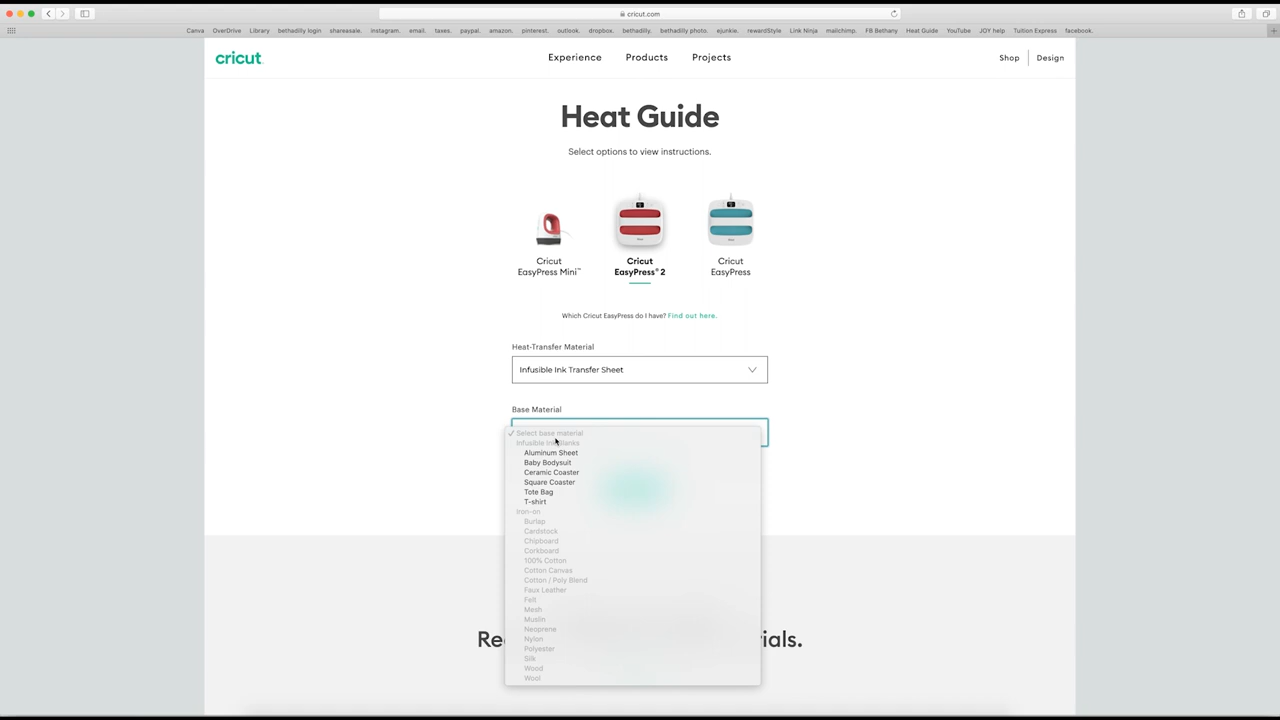 cricut.com
Canva OverDrive Library bethadilly login shareasale. instagram. email. taxes. paypal. amazon. pinterest. outlook. dropbox. bethadilly. bethadilly photo. ejunkie. rewardStyle Link Ninja mailchimp. FB Bethany Heat Guide YouTube JOY help Tuition Express facebook.
cricut
Experience Products Projects
Shop Design
Heat Guide
Select options to view instructions.
Cricut
EasyPress Mini™
Cricut
EasyPress® 2
Cricut
EasyPress
Which Cricut EasyPress do I have? Find out here.
Heat-Transfer Material
Infusible Ink Transfer Sheet
Base Material
✓ Select base material
Infusible Ink Blanks
Aluminum Sheet
Baby Bodysuit
Ceramic Coaster
Square Coaster
Tote Bag
T-shirt
Iron-on
Burlap
Cardstock
Chipboard
Corkboard
100% Cotton
Cotton Canvas
Cotton / Poly Blend
Faux Leather
Felt
Mesh
Muslin
Neoprene
Nylon
Polyester
Silk
Wood
Wool
Re
ials.